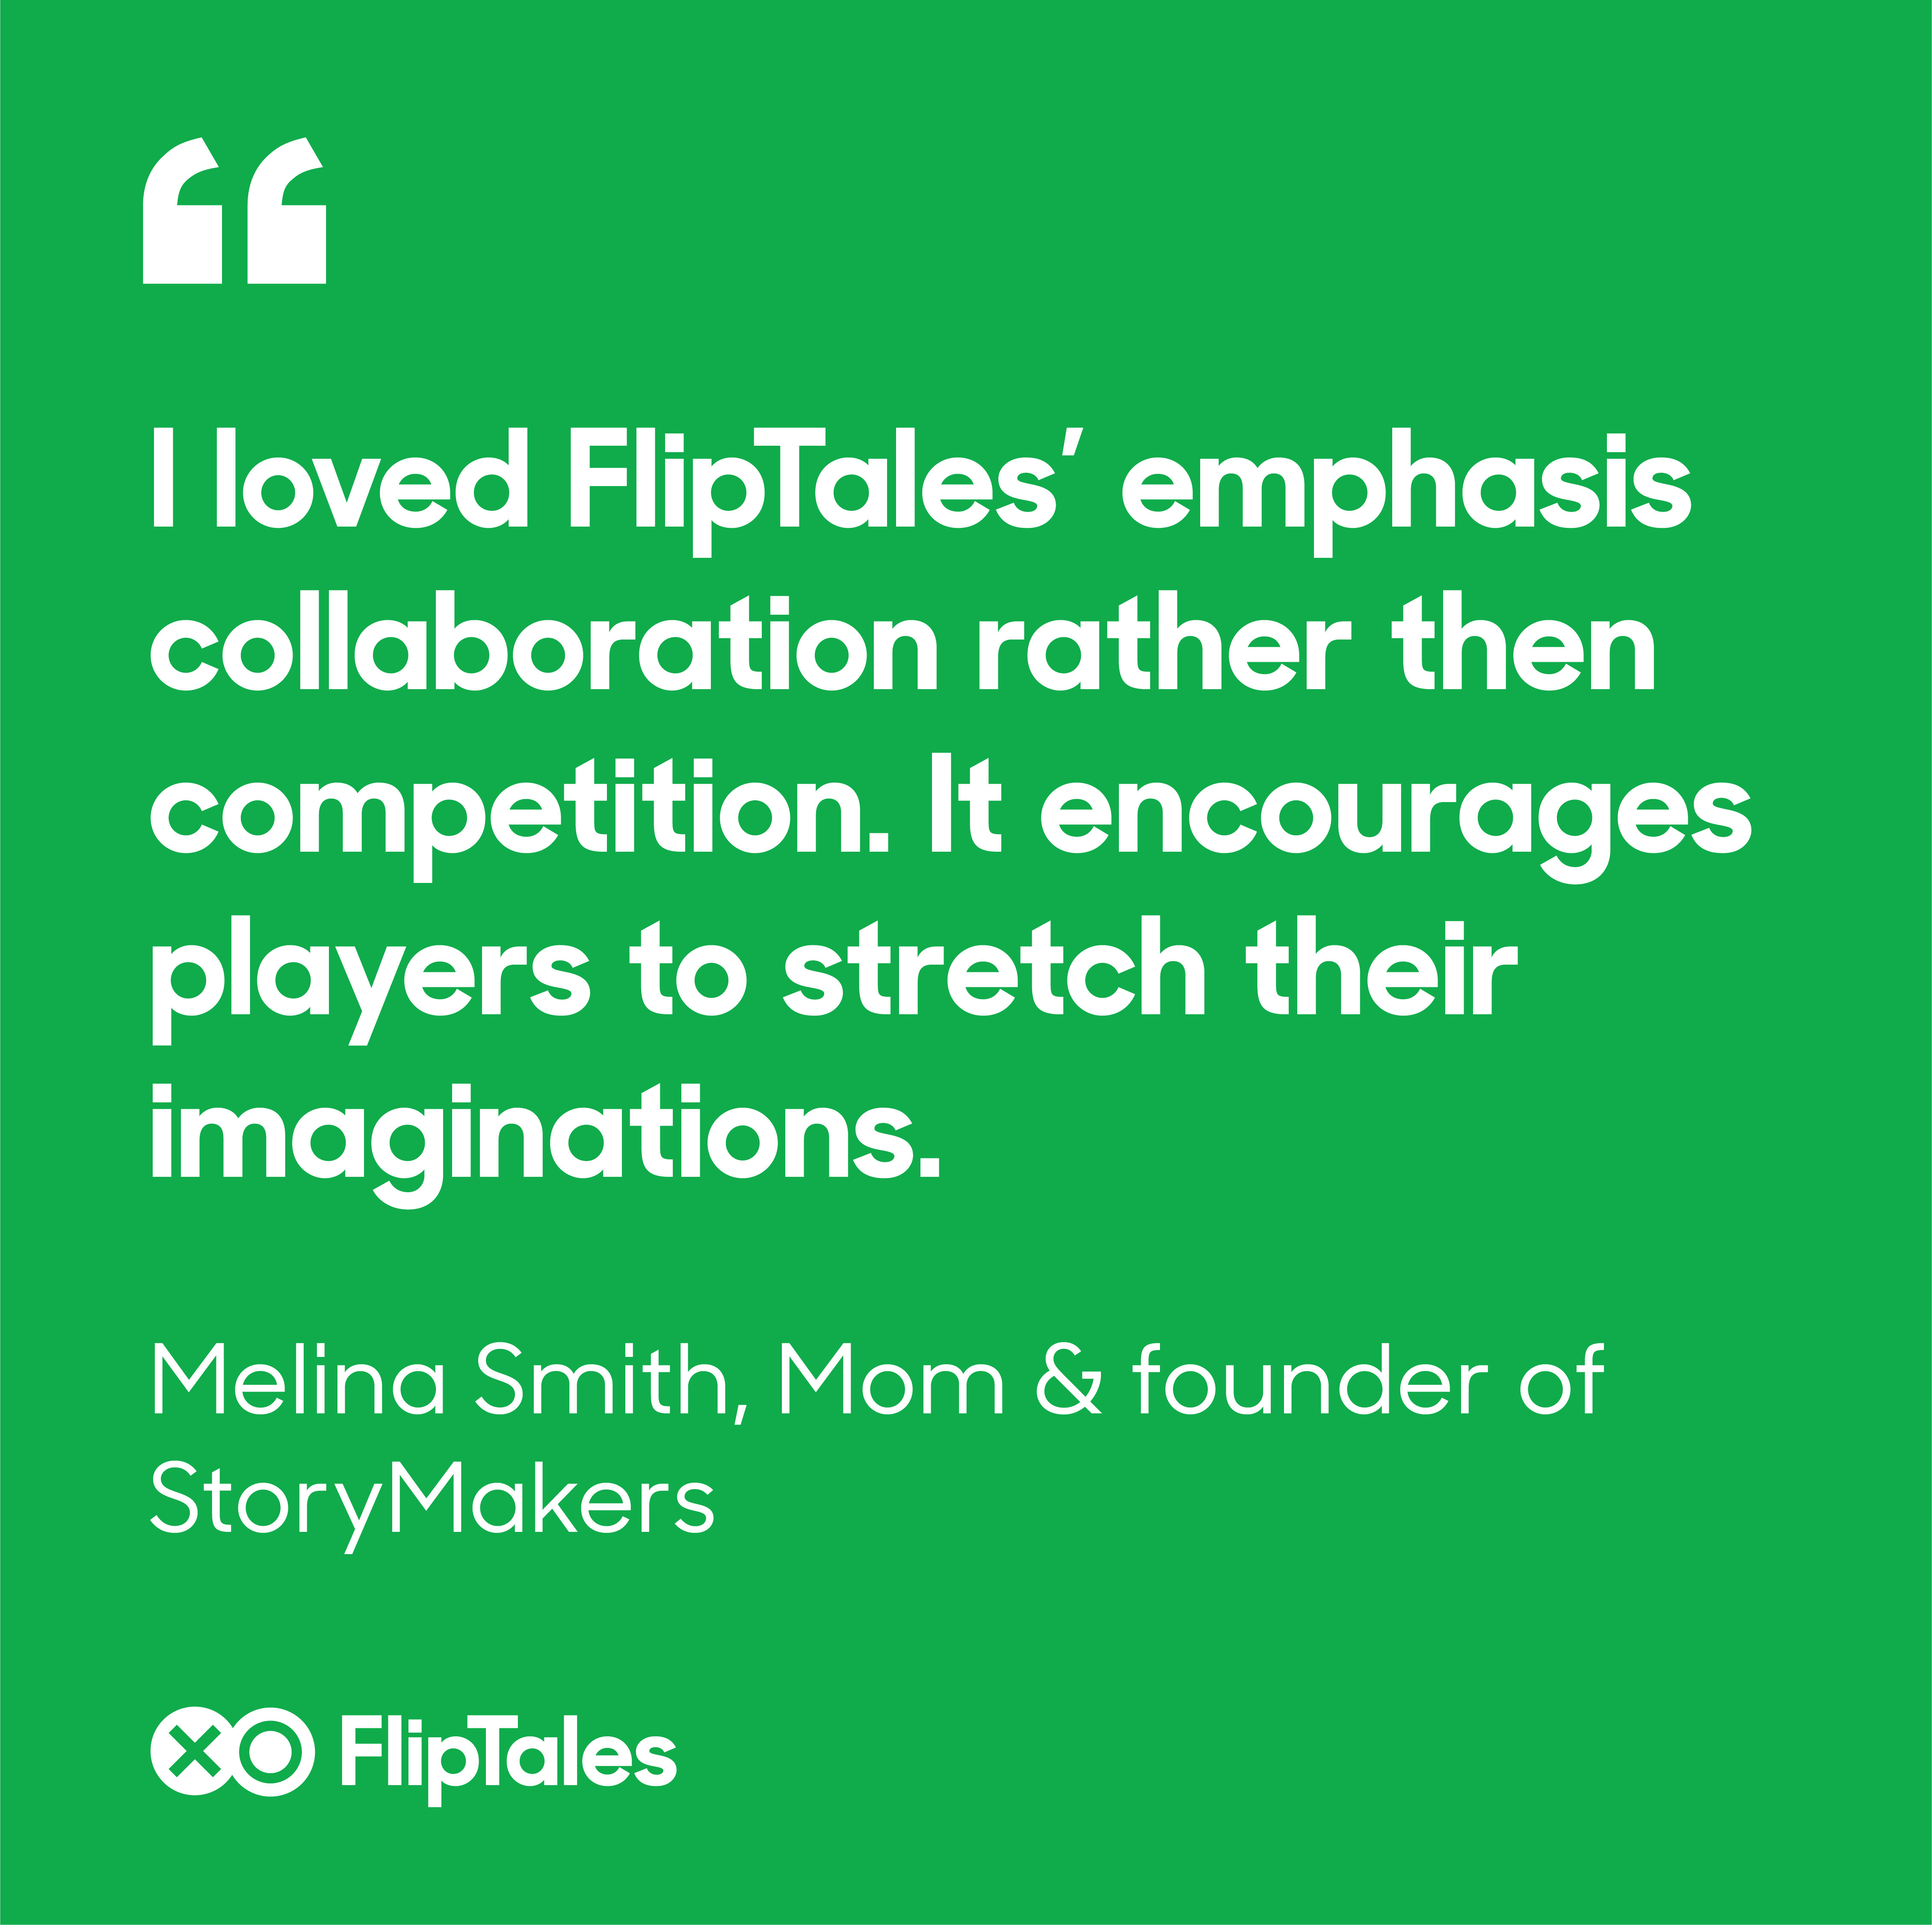 “
I loved FlipTales’ emphasis
collaboration rather then
competition. It encourages
players to stretch their
imaginations.
Melina Smith, Mom & founder of
StoryMakers
XO FlipTales